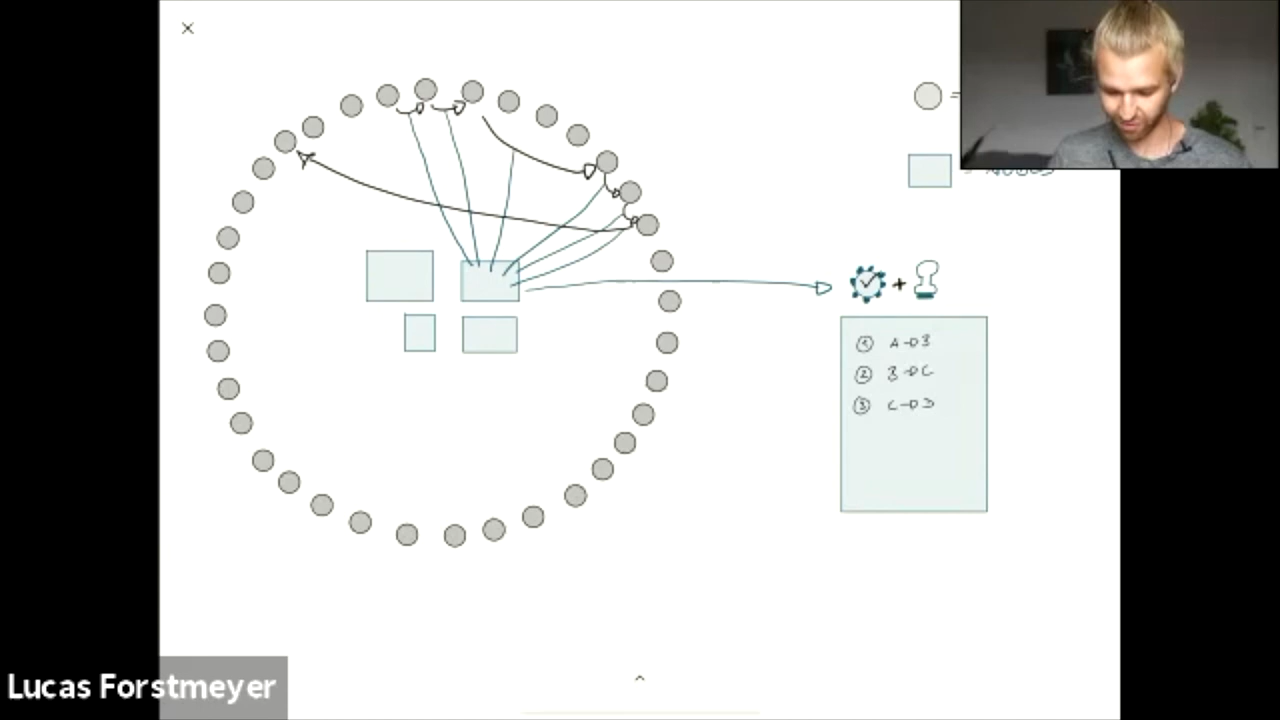 =
① A→B
② B→C
③ C→D
Lucas Forstmeyer